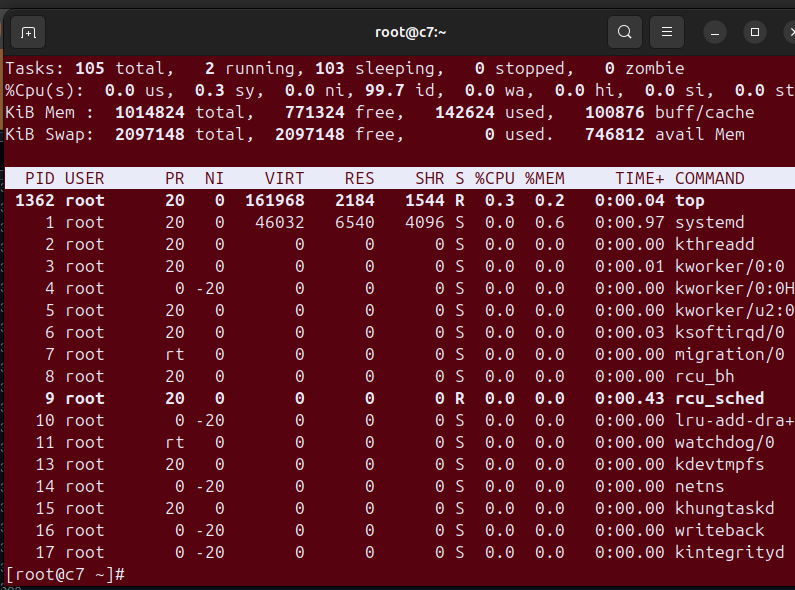 root@c7:~
Tasks: 105 total,   2 running, 103 sleeping,   0 stopped,   0 zombie
%Cpu(s):  0.0 us,  0.3 sy,  0.0 ni, 99.7 id,  0.0 wa,  0.0 hi,  0.0 si,  0.0 st
KiB Mem :  1014824 total,   771324 free,   142624 used,   100876 buff/cache
KiB Swap:  2097148 total,  2097148 free,        0 used.   746812 avail Mem
  PID USER      PR  NI    VIRT    RES    SHR S %CPU %MEM     TIME+ COMMAND
 1362 root      20   0  161968   2184   1544 R  0.3  0.2   0:00.04 top
    1 root      20   0   46032   6540   4096 S  0.0  0.6   0:00.97 systemd
    2 root      20   0       0      0      0 S  0.0  0.0   0:00.00 kthreadd
    3 root      20   0       0      0      0 S  0.0  0.0   0:00.01 kworker/0:0
    4 root       0 -20       0      0      0 S  0.0  0.0   0:00.00 kworker/0:0H
    5 root      20   0       0      0      0 S  0.0  0.0   0:00.00 kworker/u2:0
    6 root      20   0       0      0      0 S  0.0  0.0   0:00.03 ksoftirqd/0
    7 root      rt   0       0      0      0 S  0.0  0.0   0:00.00 migration/0
    8 root      20   0       0      0      0 S  0.0  0.0   0:00.00 rcu_bh
    9 root      20   0       0      0      0 R  0.0  0.0   0:00.43 rcu_sched
   10 root       0 -20       0      0      0 S  0.0  0.0   0:00.00 lru-add-dra+
   11 root      rt   0       0      0      0 S  0.0  0.0   0:00.00 watchdog/0
   13 root      20   0       0      0      0 S  0.0  0.0   0:00.00 kdevtmpfs
   14 root       0 -20       0      0      0 S  0.0  0.0   0:00.00 netns
   15 root      20   0       0      0      0 S  0.0  0.0   0:00.00 khungtaskd
   16 root       0 -20       0      0      0 S  0.0  0.0   0:00.00 writeback
   17 root       0 -20       0      0      0 S  0.0  0.0   0:00.00 kintegrityd
[root@c7 ~]#